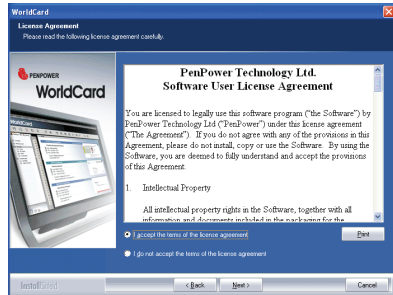 WorldCard
License Agreement
Please read the following license agreement carefully.
PENPOWER
WorldCard
PenPower Technology Ltd.
Software User License Agreement
You are licensed to legally use this software program ("the Software") by
PenPower Technology Ltd ("PenPower") under this license agreement
("The Agreement"). If you do not agree with any of the provisions in this
Agreement, please do not install, copy or use the Software. By using the
Software, you are deemed to fully understand and accept the provisions
of this Agreement.
1. Intellectual Property
All intellectual property rights in the Software, together with all
information and documents included in the packaging for the
I accept the terms of the license agreement
Print
I do not accept the terms of the license agreement
InstallShield
< Back
Next >
Cancel